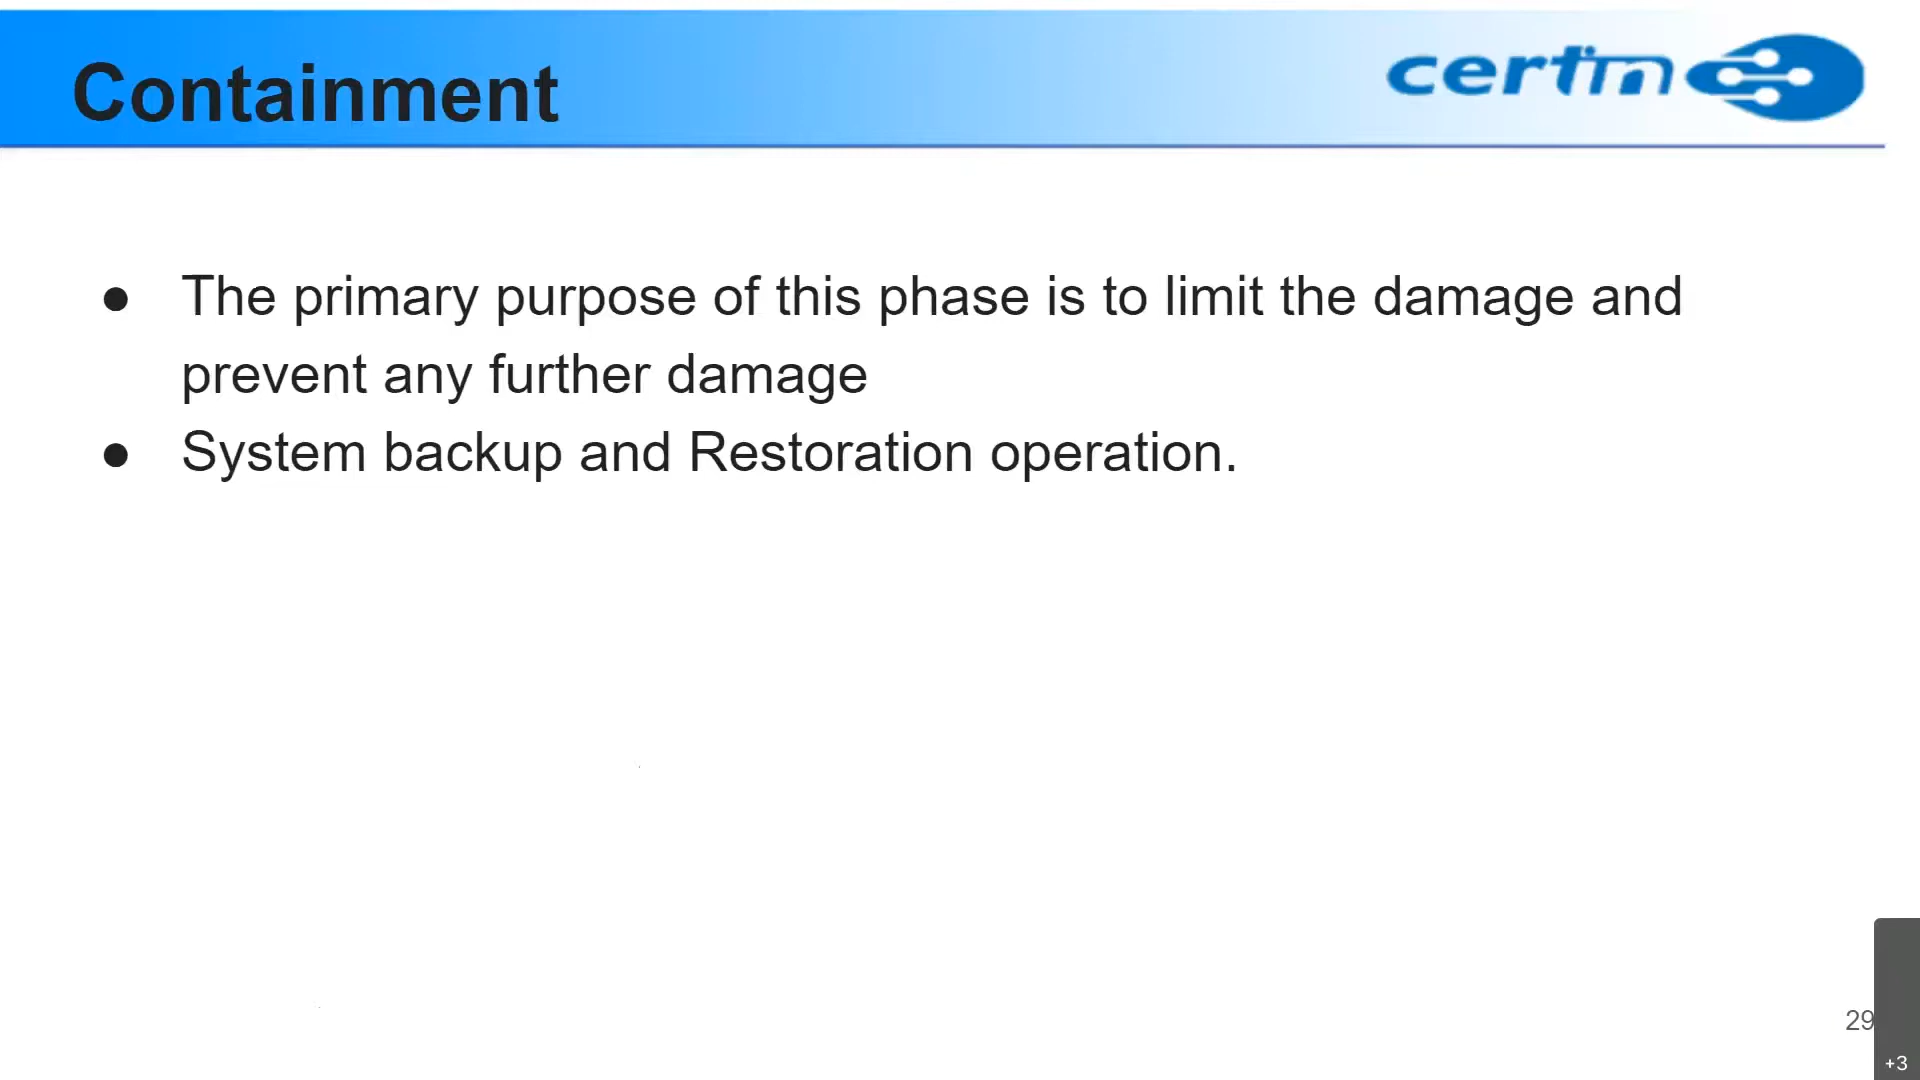 Containment
certin
● The primary purpose of this phase is to limit the damage and
prevent any further damage
● System backup and Restoration operation.
29
+3